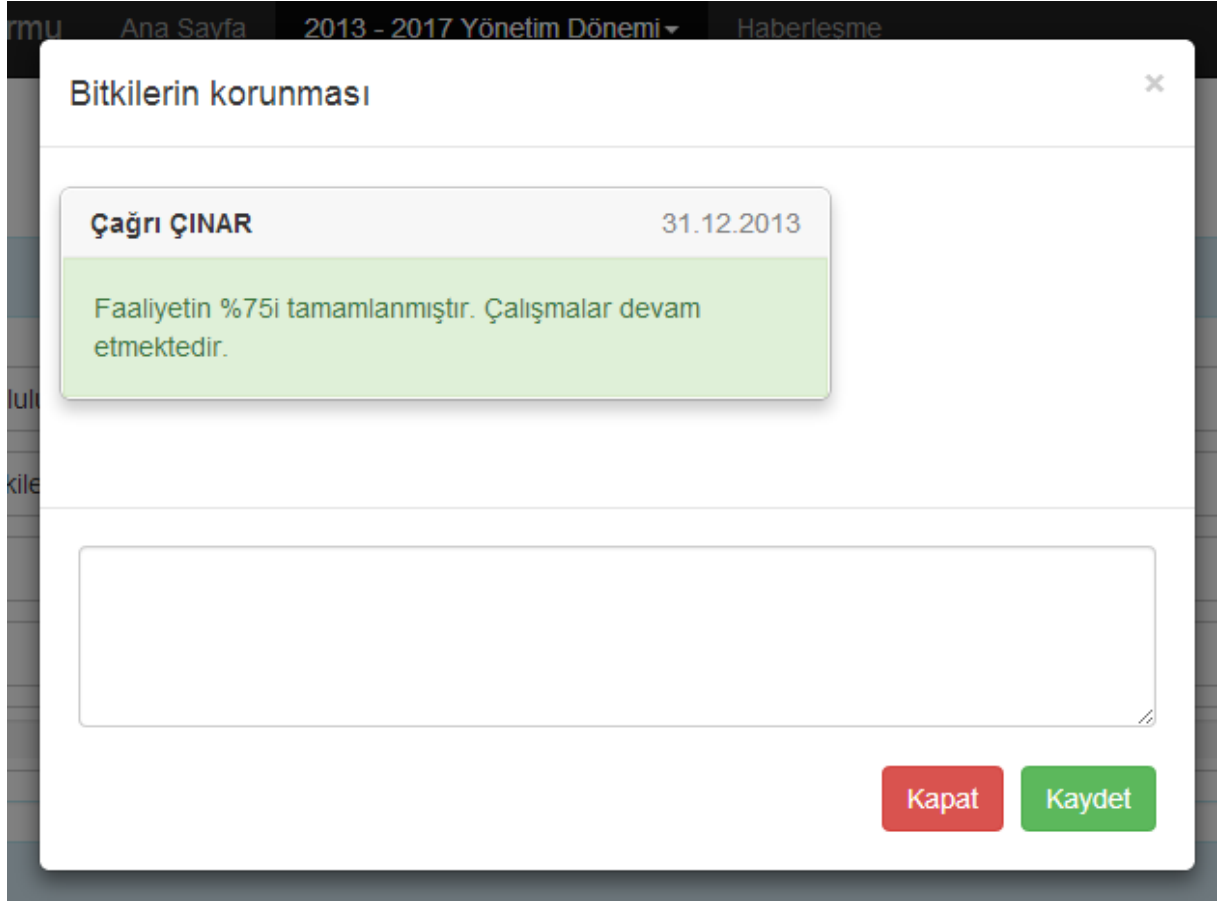 Ana Sayfa 2013 - 2017 Yönetim Dönemi Haberleşme
Bitkilerin korunması ×
Çağrı ÇINAR 31.12.2013
Faaliyetin %75i tamamlanmıştır. Çalışmalar devam
etmektedir.
Kapat Kaydet